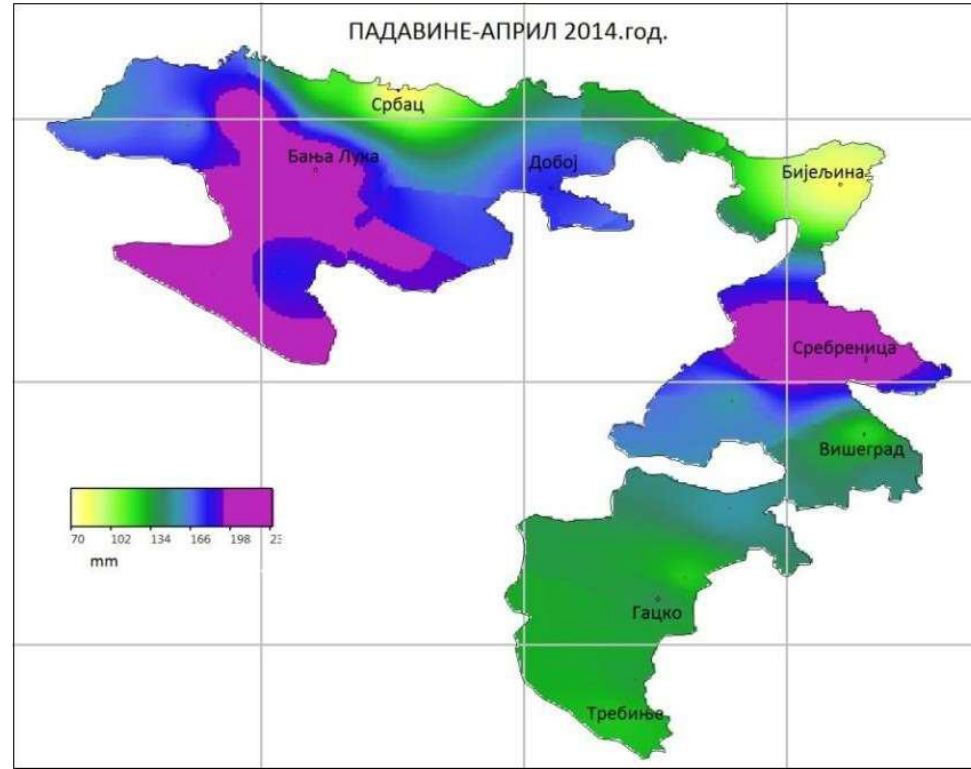 ПАДАВИНЕ-АПРИЛ 2014.год.
Србац
Бања Лука
Добој
Бијељина
Сребреница
Вишеград
70 102 134 166 198 23
mm
Гацко
Требиње